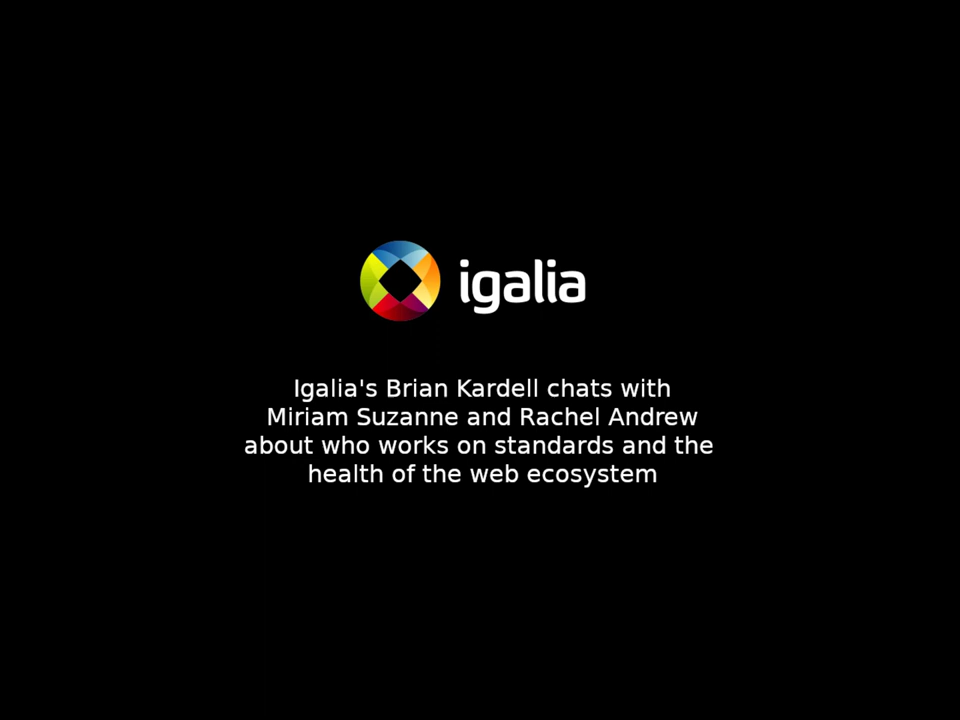 igalia
Igalia's Brian Kardell chats with
Miriam Suzanne and Rachel Andrew
about who works on standards and the
health of the web ecosystem